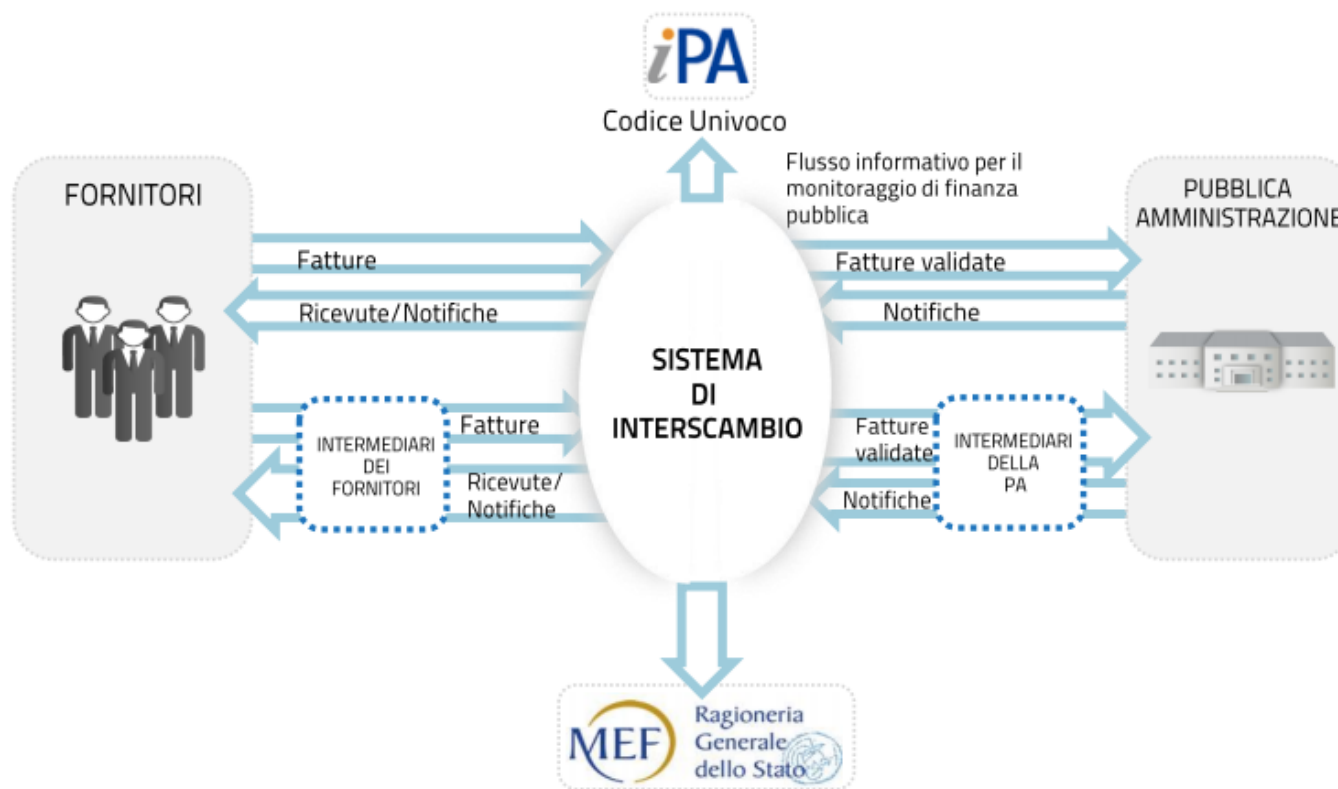 iPA
Codice Univoco
Flusso informativo per il
monitoraggio di finanza
pubblica
FORNITORI
PUBBLICA
AMMINISTRAZIONE
Fatture
Fatture validate
Ricevute/Notifiche
Notifiche
SISTEMA
DI
INTERSCAMBIO
Fatture
Fatture
validate
INTERMEDIARI
DEI
FORNITORI
INTERMEDIARI
DELLA
PA
Ricevute/
Notifiche
Notifiche
MEF
Ragioneria
Generale
dello Stato